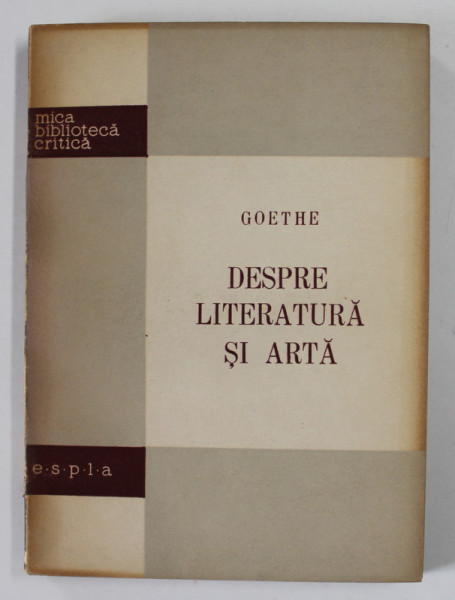 mica
bibliotecă
critică
GOETHE
DESPRE
LITERATURĂ
ŞI ARTĂ
e·s·p·l·a